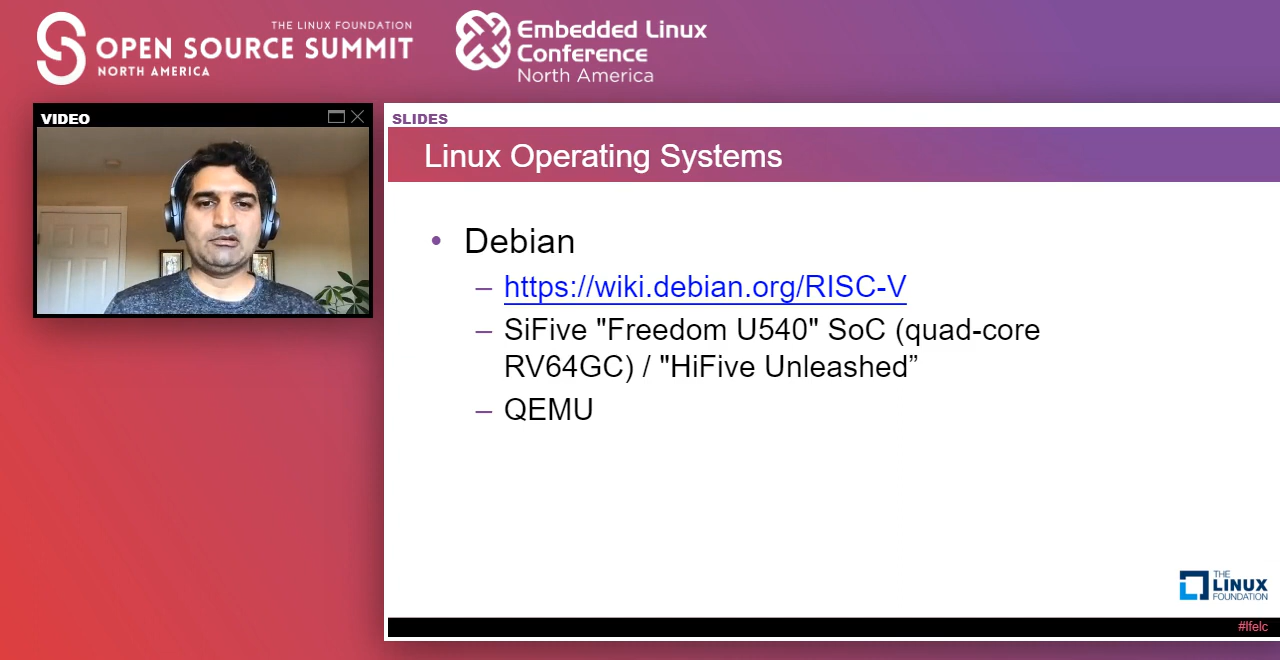 THE LINUX FOUNDATION
OPEN SOURCE SUMMIT
NORTH AMERICA
Embedded Linux
Conference
North America
VIDEO
SLIDES
Linux Operating Systems
• Debian
– https://wiki.debian.org/RISC-V
– SiFive "Freedom U540" SoC (quad-core
RV64GC) / "HiFive Unleashed”
– QEMU
THE
LINUX
FOUNDATION
#lfelc